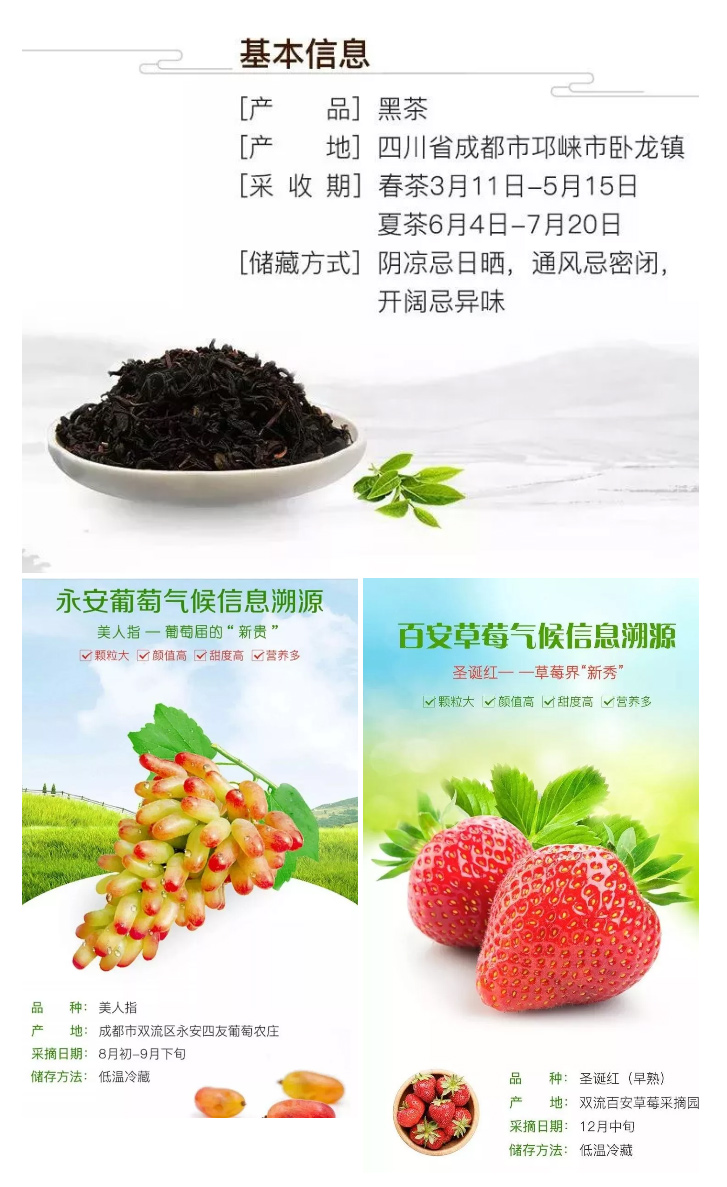 基本信息
[产 品] 黑茶
[产 地] 四川省成都市邛崃市卧龙镇
[采 收 期] 春茶3月11日-5月15日
夏茶6月4日-7月20日
[储藏方式] 阴凉忌日晒，通风忌密闭，
开阔忌异味
永安葡萄气候信息溯源
美人指 — 葡萄届的“新贵”
颗粒大 颜值高 甜度高 营养多
品 种： 美人指
产 地： 成都市双流区永安四友葡萄农庄
采摘日期： 8月初-9月下旬
储存方法： 低温冷藏
百安草莓气候信息溯源
圣诞红— —草莓界“新秀”
颗粒大 颜值高 甜度高 营养多
品 种： 圣诞红（早熟）
产 地： 双流百安草莓采摘园
采摘日期： 12月中旬
储存方法： 低温冷藏